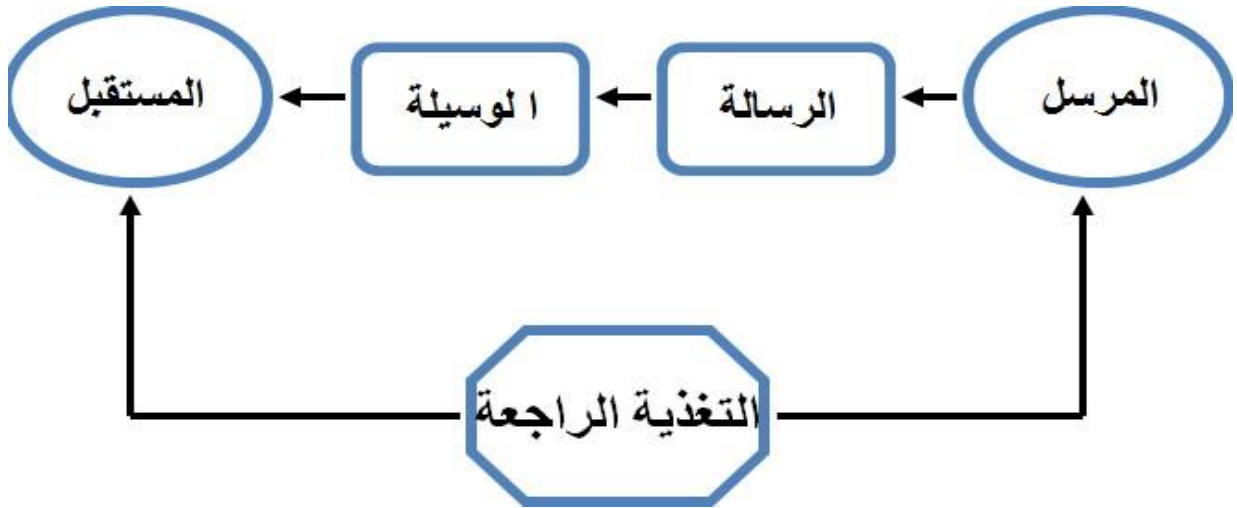 المرسل
الرسالة
ا لوسيلة
المستقبل
التغذية الراجعة